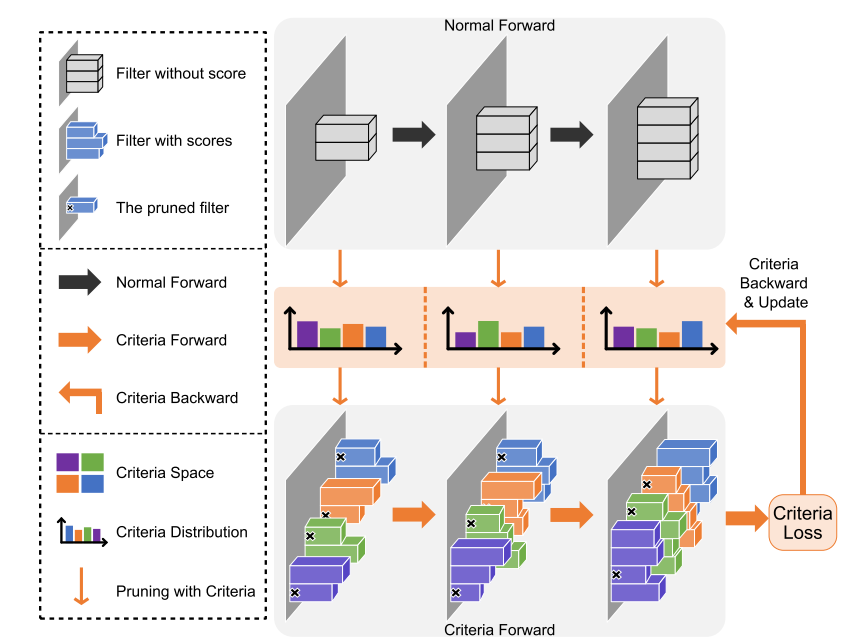 Normal Forward
Filter without score
Filter with scores
The pruned filter
Normal Forward
Criteria Forward
Criteria Backward
Criteria Space
Criteria Distribution
Pruning with Criteria
Criteria
Backward
& Update
Criteria
Loss
Criteria Forward